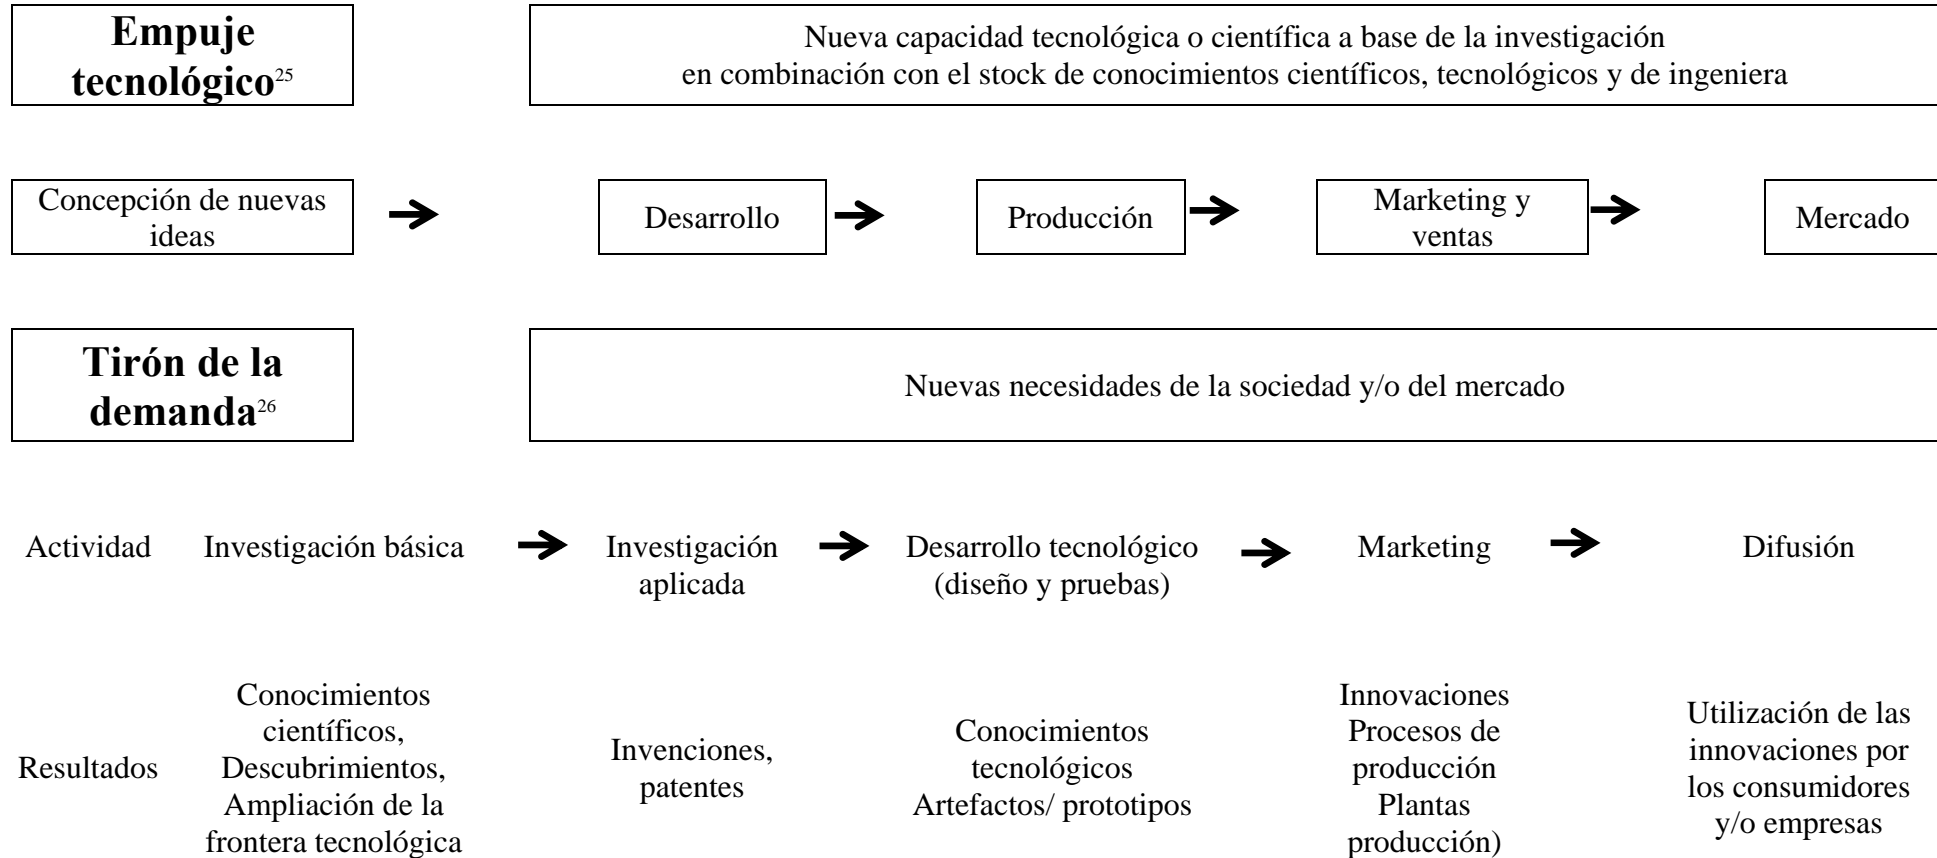 Empuje
tecnológico25
Nueva capacidad tecnológica o científica a base de la investigación
en combinación con el stock de conocimientos científicos, tecnológicos y de ingeniera
Concepción de nuevas
ideas
Desarrollo
Producción
Marketing y
ventas
Mercado
Tirón de la
demanda26
Nuevas necesidades de la sociedad y/o del mercado
Actividad
Investigación básica
Investigación
aplicada
Desarrollo tecnológico
(diseño y pruebas)
Marketing
Difusión
Resultados
Conocimientos
científicos,
Descubrimientos,
Ampliación de la
frontera tecnológica
Invenciones,
patentes
Conocimientos
tecnológicos
Artefactos/ prototipos
Innovaciones
Procesos de
producción
Plantas
producción)
Utilización de las
innovaciones por
los consumidores
y/o empresas